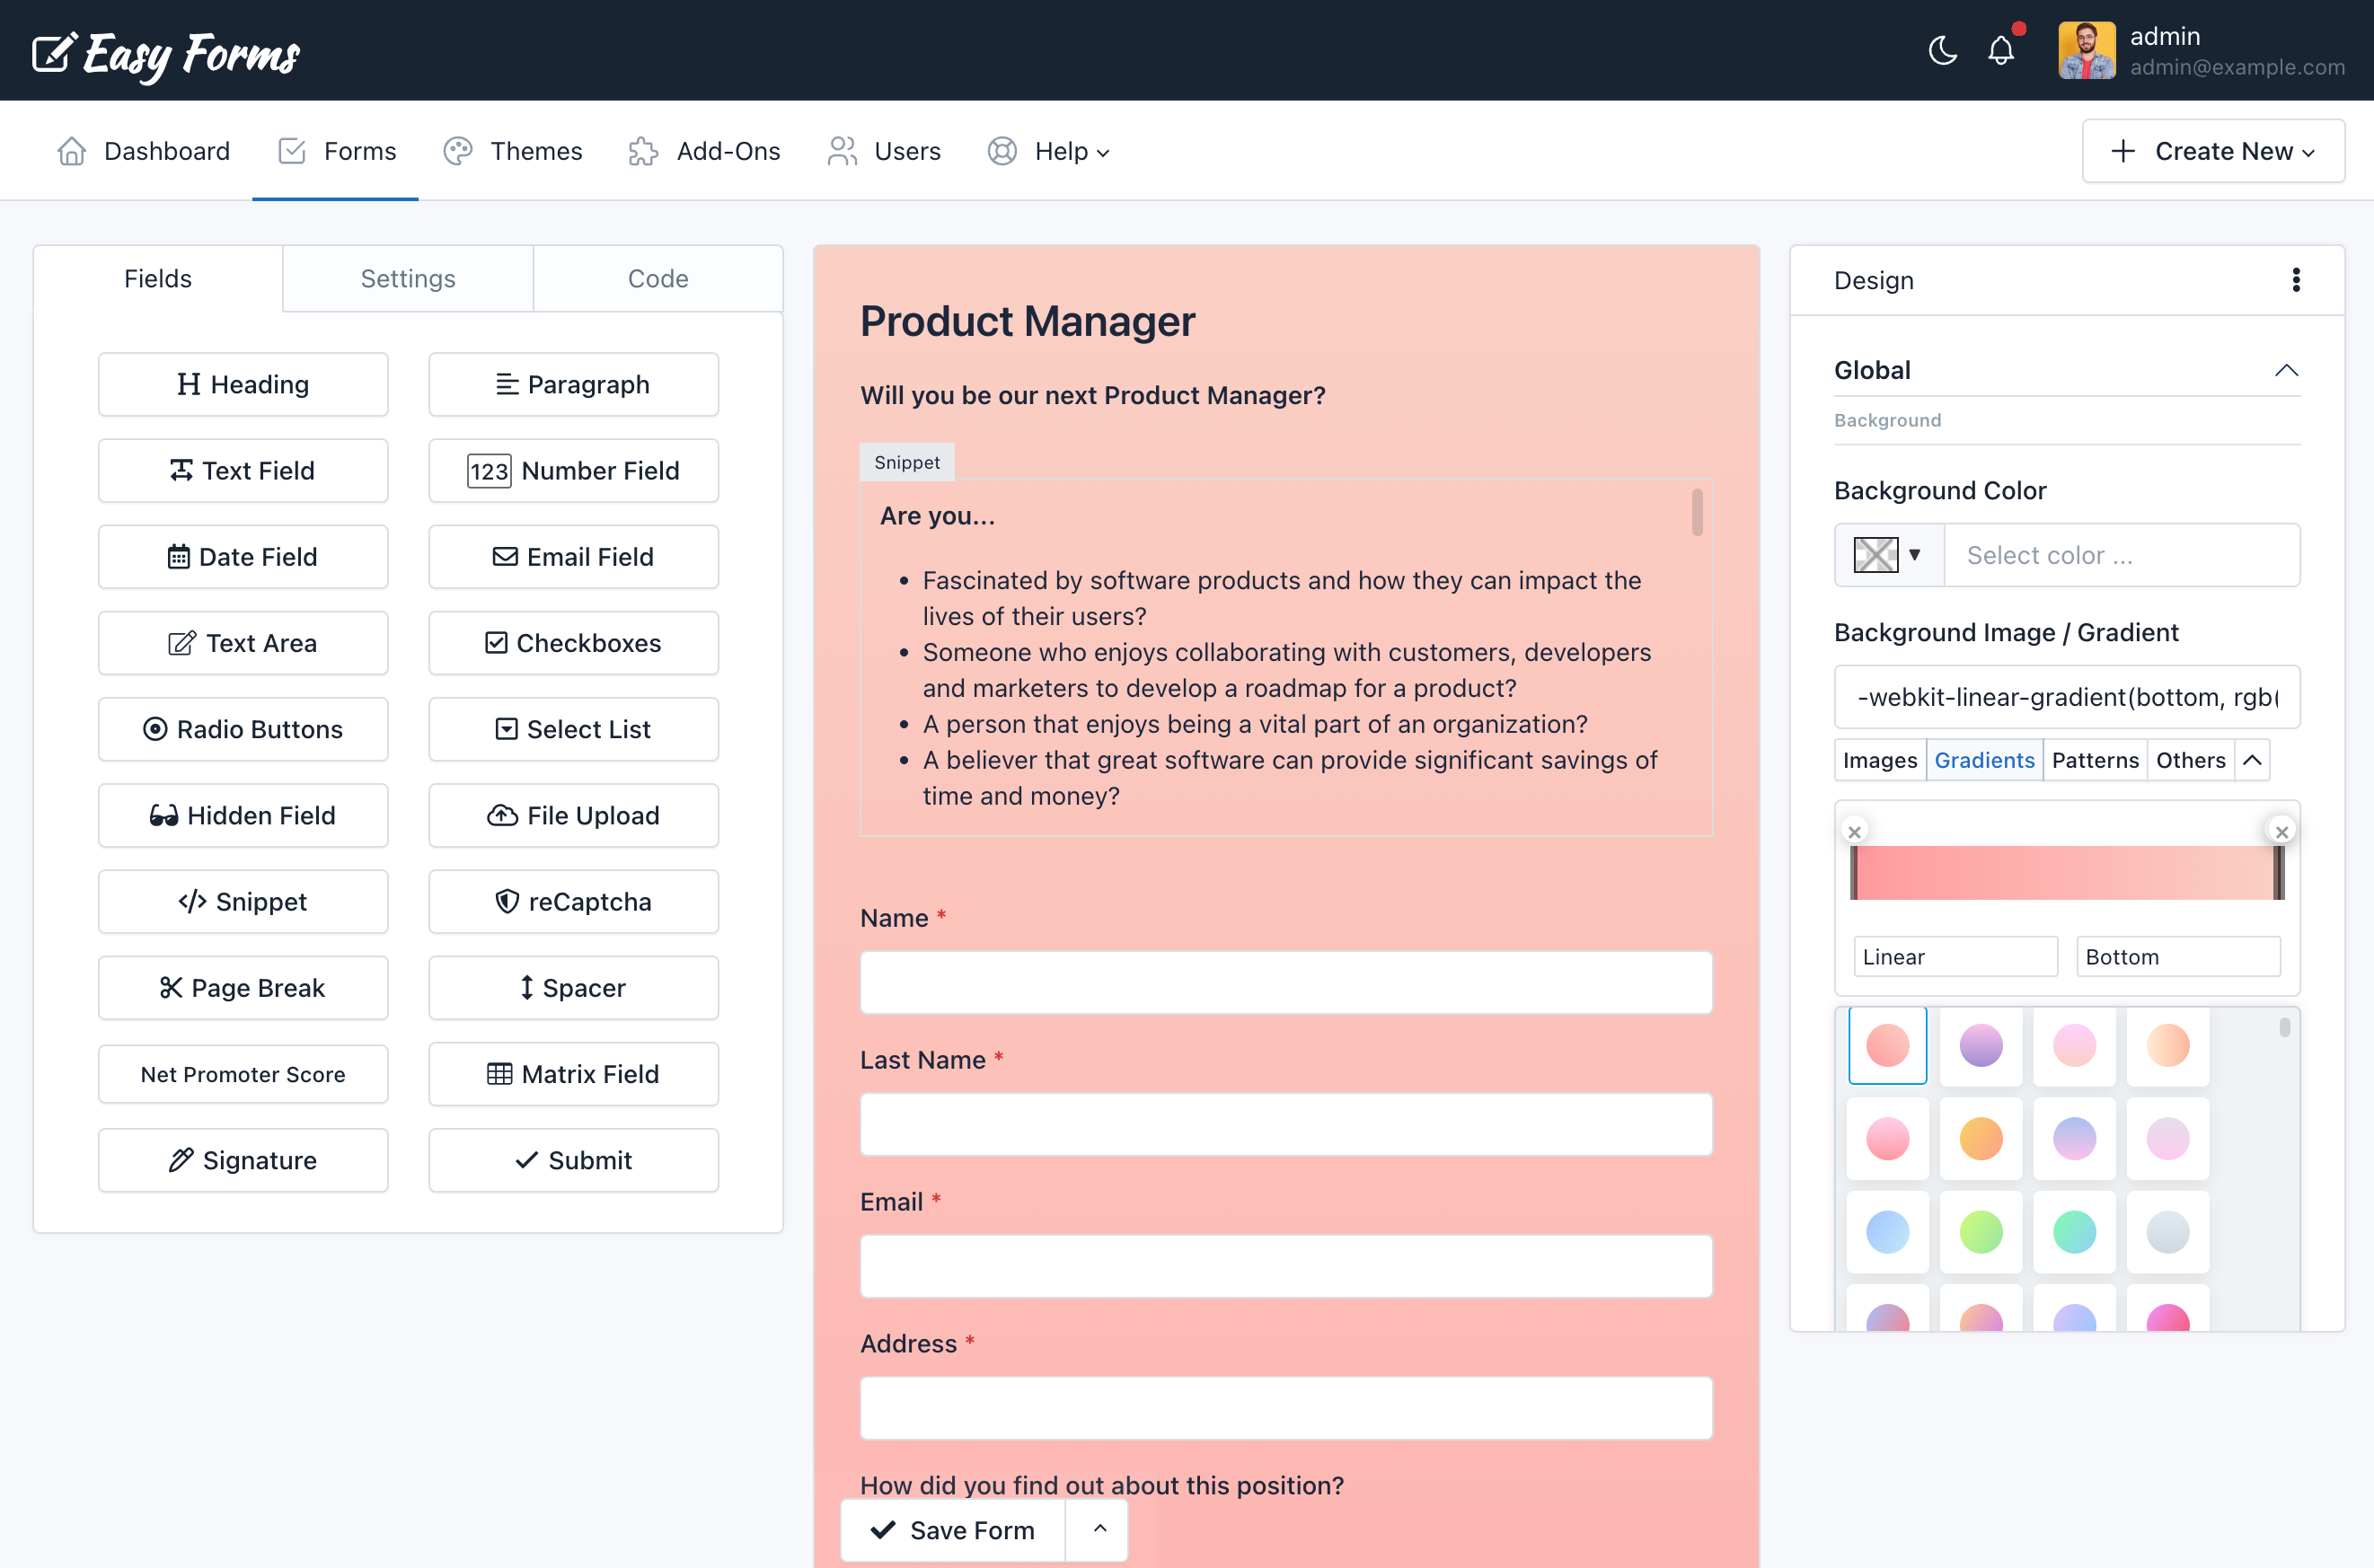 Easy Forms
admin
admin@example.com
Dashboard
Forms
Themes
Add-Ons
Users
Help
Create New
Fields
Settings
Code
Heading
Paragraph
Text Field
123 Number Field
Date Field
Email Field
Text Area
Checkboxes
Radio Buttons
Select List
Hidden Field
File Upload
Snippet
reCaptcha
Page Break
Spacer
Net Promoter Score
Matrix Field
Signature
Submit
Product Manager
Will you be our next Product Manager?
Snippet
Are you...
• Fascinated by software products and how they can impact the
lives of their users?
• Someone who enjoys collaborating with customers, developers
and marketers to develop a roadmap for a product?
• A person that enjoys being a vital part of an organization?
• A believer that great software can provide significant savings of
time and money?
Name *
Last Name *
Email *
Address *
How did you find out about this position?
Save Form
Design
Global
Background
Background Color
Select color ...
Background Image / Gradient
-webkit-linear-gradient(bottom, rgb(
Images
Gradients
Patterns
Others
Linear
Bottom